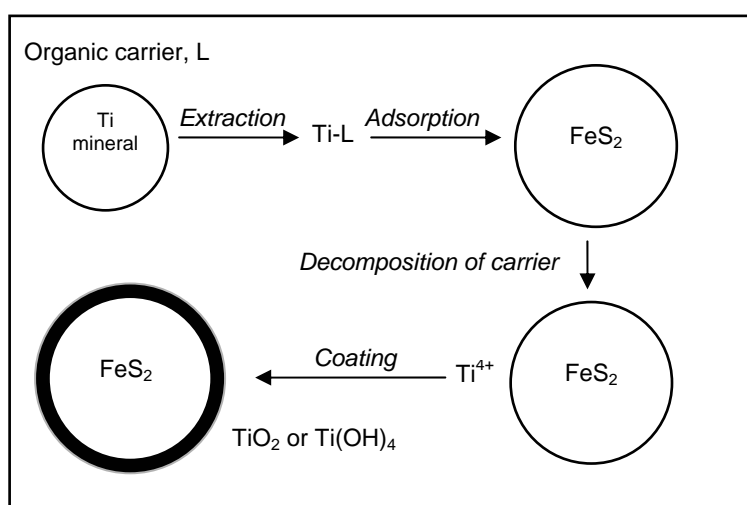 Organic carrier, L
Ti
mineral
Extraction
Ti-L
Adsorption
FeS₂
Decomposition of carrier
FeS₂
Coating
Ti⁴⁺
FeS₂
TiO₂ or Ti(OH)₄